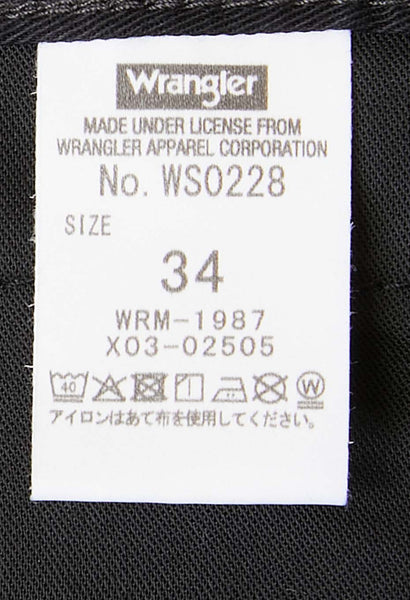 Wrangler
MADE UNDER LICENSE FROM
WRANGLER APPAREL CORPORATION
No. WS0228
SIZE
34
WRM-1987
X03-02505
40 W
アイロンはあて布を使用してください。